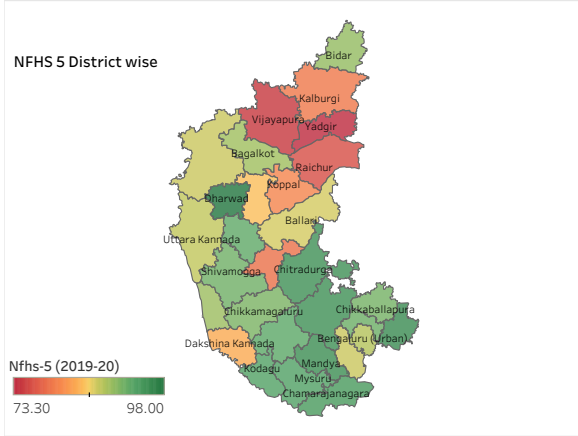 NFHS 5 District wise
Bidar
Kalburgi
Vijayapura
Yadgir
Bagalkot
Raichur
Koppal
Dharwad
Ballari
Uttara Kannada
Shivamogga
Chitradurga
Chikkamagaluru
Chikkaballapura
Dakshina Kannada
Bengaluru (Urban)
Kodagu
Mandya
Mysuru
Chamarajanagara
Nfhs-5 (2019-20)
73.30 98.00